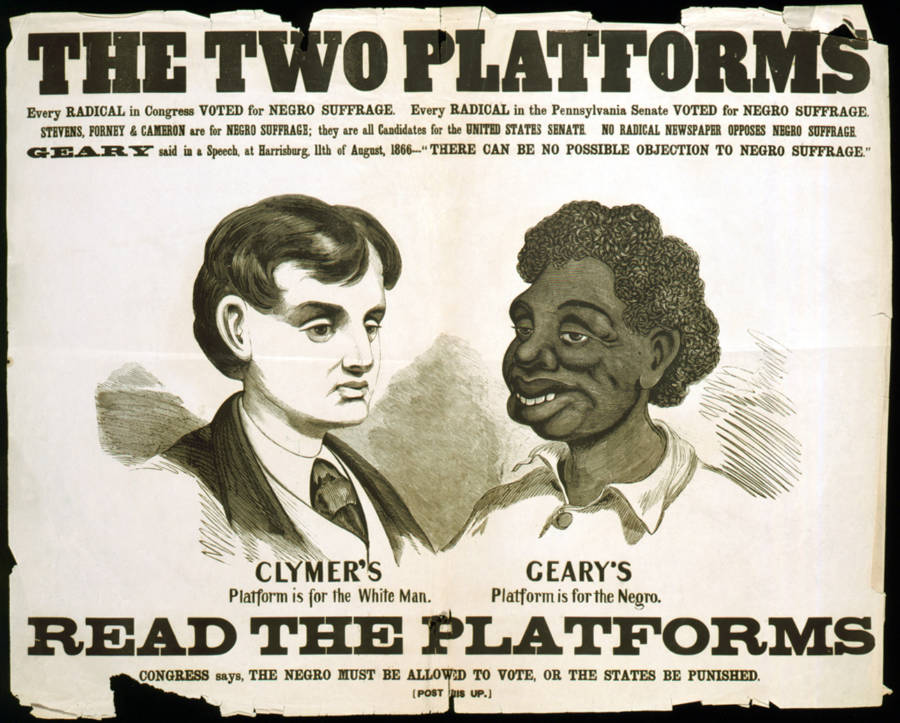 THE TWO PLATFORMS
Every RADICAL in Congress VOTED for NEGRO SUFFRAGE. Every RADICAL in the Pennsylvania Senate VOTED for NEGRO SUFFRAGE.
STEVENS, FORNEY & CAMERON are for NEGRO SUFFRAGE; they are all Candidates for the UNITED STATES SENATE. NO RADICAL NEWSPAPER OPPOSES NEGRO SUFFRAGE.
GEARY said in a Speech, at Harrisburg, 11th of August, 1866—"THERE CAN BE NO POSSIBLE OBJECTION TO NEGRO SUFFRAGE."
CLYMER'S
Platform is for the White Man.
GEARY'S
Platform is for the Negro.
READ THE PLATFORMS
CONGRESS says, THE NEGRO MUST BE ALLOWED TO VOTE, OR THE STATES BE PUNISHED.
[POST UP.]